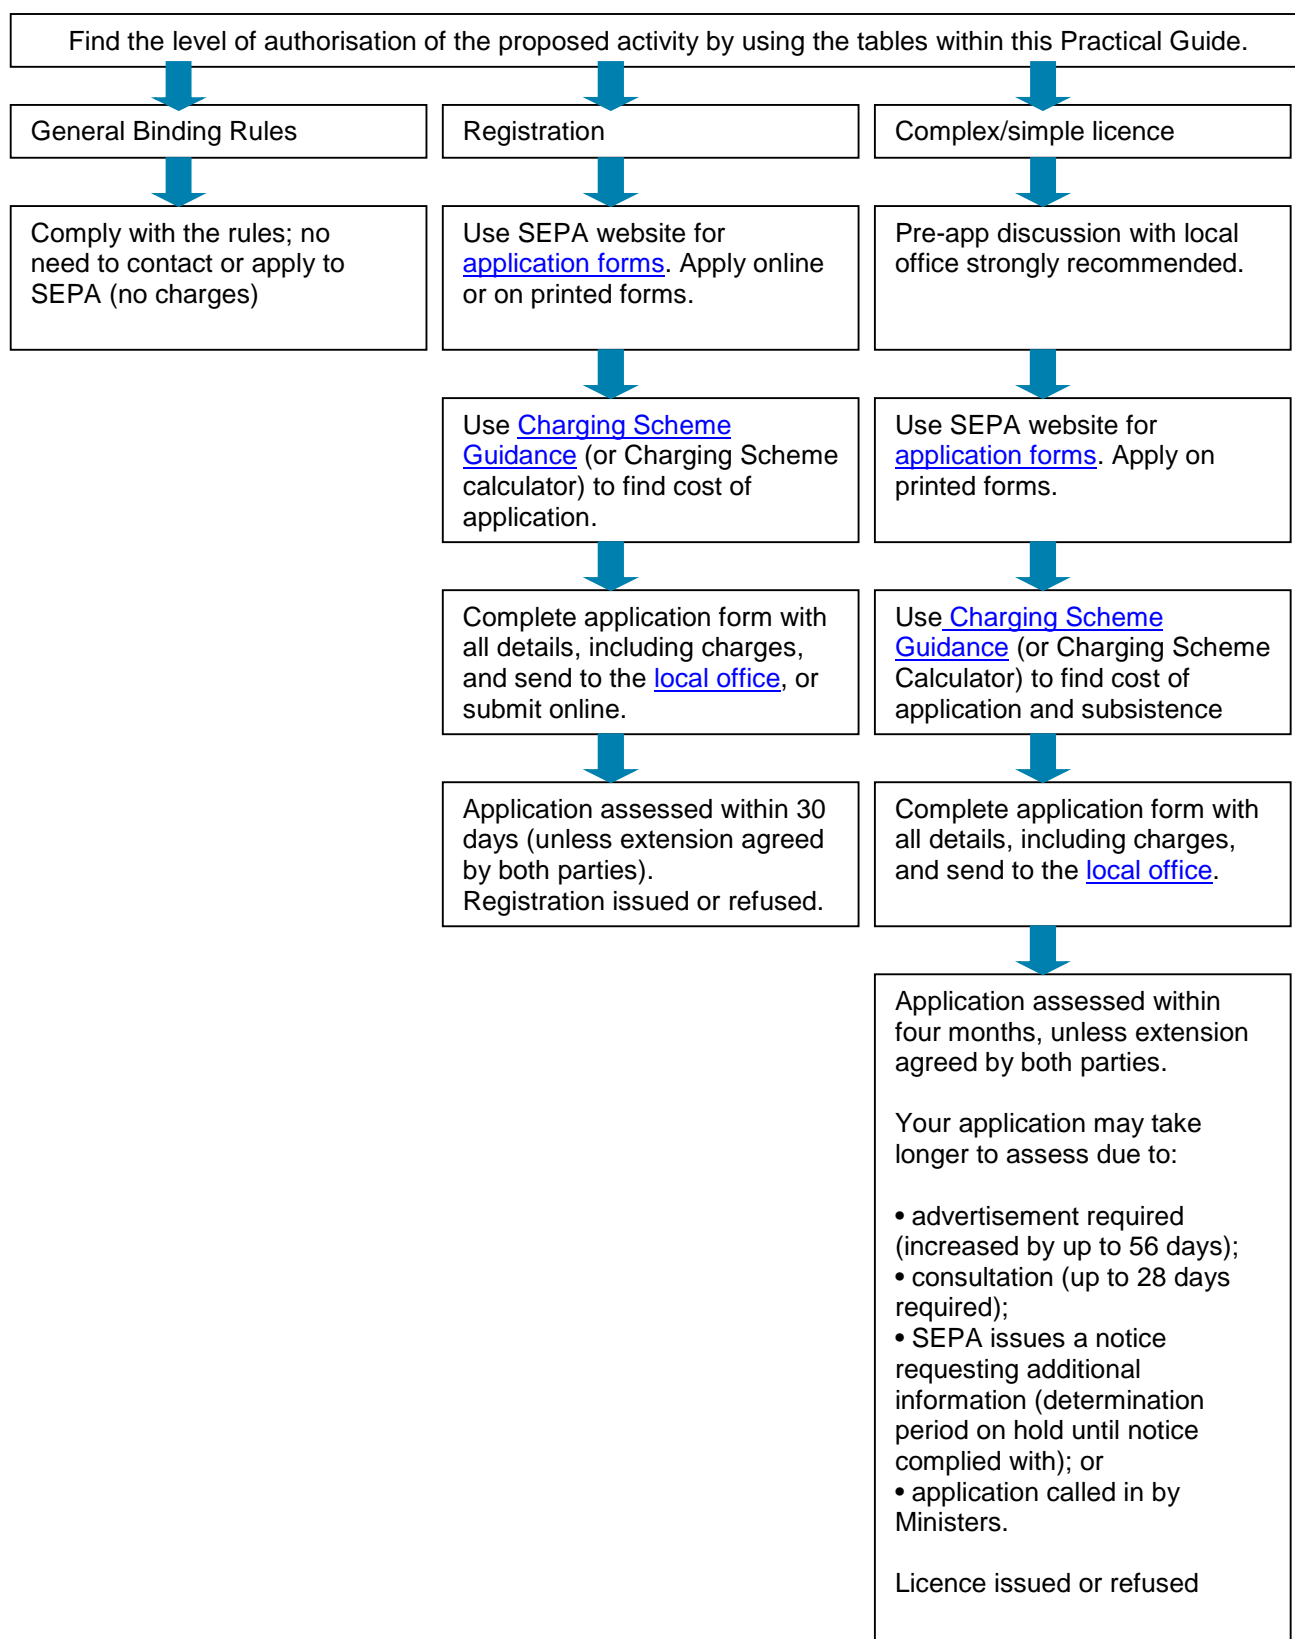 Find the level of authorisation of the proposed activity by using the tables within this Practical Guide.
General Binding Rules
Comply with the rules; no
need to contact or apply to
SEPA (no charges)
Registration
Use SEPA website for
application forms. Apply online
or on printed forms.
Use Charging Scheme
Guidance (or Charging Scheme
calculator) to find cost of
application.
Complete application form with
all details, including charges,
and send to the local office, or
submit online.
Application assessed within 30
days (unless extension agreed
by both parties).
Registration issued or refused.
Complex/simple licence
Pre-app discussion with local
office strongly recommended.
Use SEPA website for
application forms. Apply on
printed forms.
Use Charging Scheme
Guidance (or Charging Scheme
Calculator) to find cost of
application and subsistence
Complete application form with
all details, including charges,
and send to the local office.
Application assessed within
four months, unless extension
agreed by both parties.
Your application may take
longer to assess due to:
• advertisement required
(increased by up to 56 days);
• consultation (up to 28 days
required);
• SEPA issues a notice
requesting additional
information (determination
period on hold until notice
complied with); or
• application called in by
Ministers.
Licence issued or refused